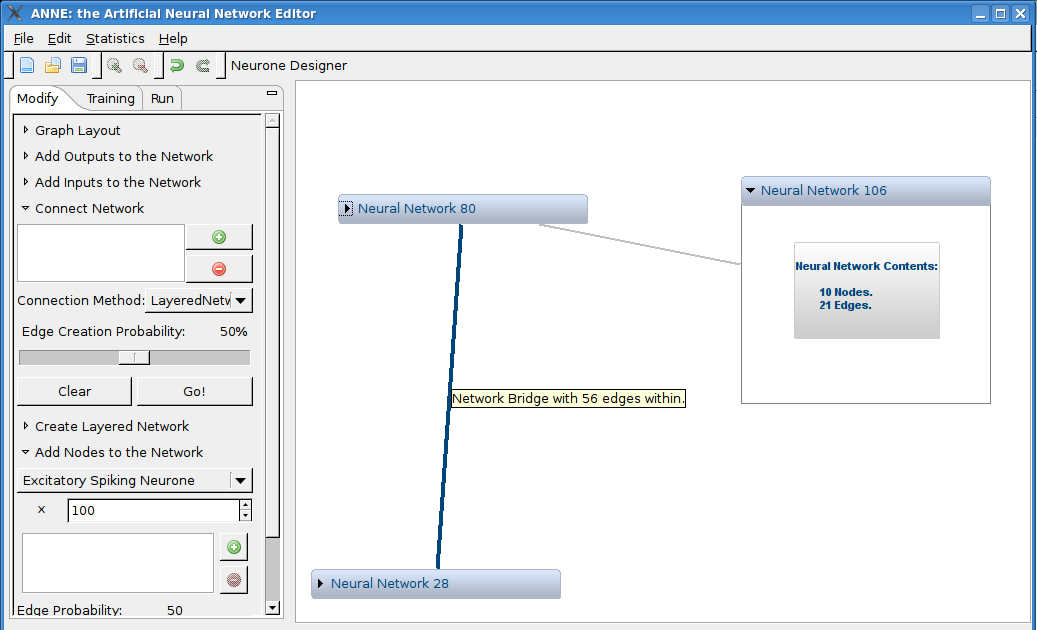 ANNE: the Artificial Neural Network Editor
File Edit Statistics Help
Neurone Designer
Modify Training Run
Graph Layout
Add Outputs to the Network
Add Inputs to the Network
Connect Network
Connection Method: LayeredNetw
Edge Creation Probability: 50%
Clear Go!
Create Layered Network
Add Nodes to the Network
Excitatory Spiking Neurone
x 100
Edge Probability: 50
Neural Network 80
Neural Network 106
Neural Network Contents:
10 Nodes.
21 Edges.
Network Bridge with 56 edges within.
Neural Network 28